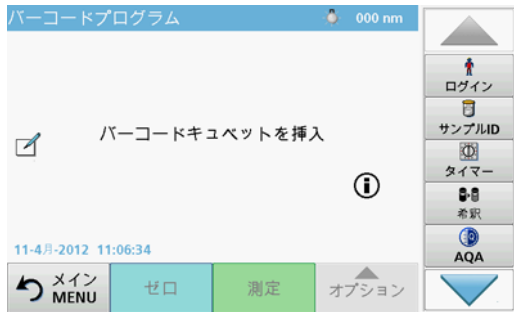 バーコードプログラム 000 nm
バーコードキュベットを挿入
11-4月-2012 11:06:34
メイン
MENU
ゼロ
測定
オプション
ログイン
サンプルID
タイマー
希釈
AQA